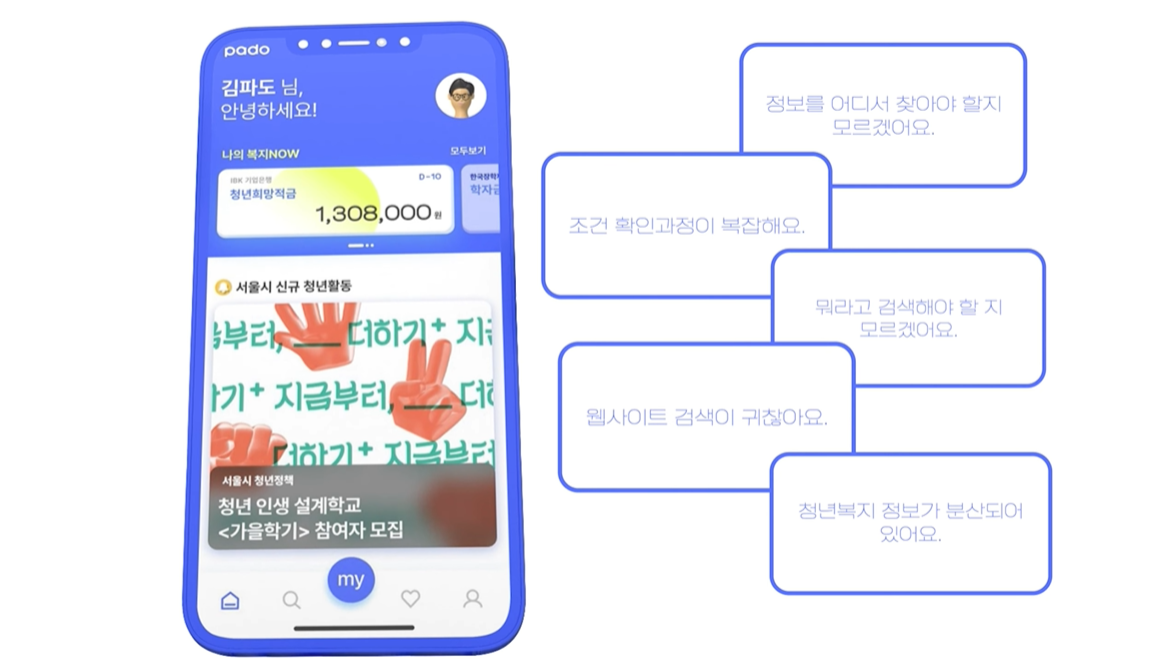 pado
김파도 님,
안녕하세요!
나의 복지NOW
모두보기
IBK 기업은행
D-10
청년희망적금
1,308,000 원
한국장학
학자금
서울시 신규 청년활동
부터, ___ 더하기+ 지금
기+ 지금부터, ___ 더하
더하기+ 지금부터
서울시 청년정책
청년 인생 설계학교
<가을학기> 참여자 모집
my
정보를 어디서 찾아야 할지
모르겠어요.
조건 확인과정이 복잡해요.
뭐라고 검색해야 할 지
모르겠어요.
웹사이트 검색이 귀찮아요.
청년복지 정보가 분산되어
있어요.